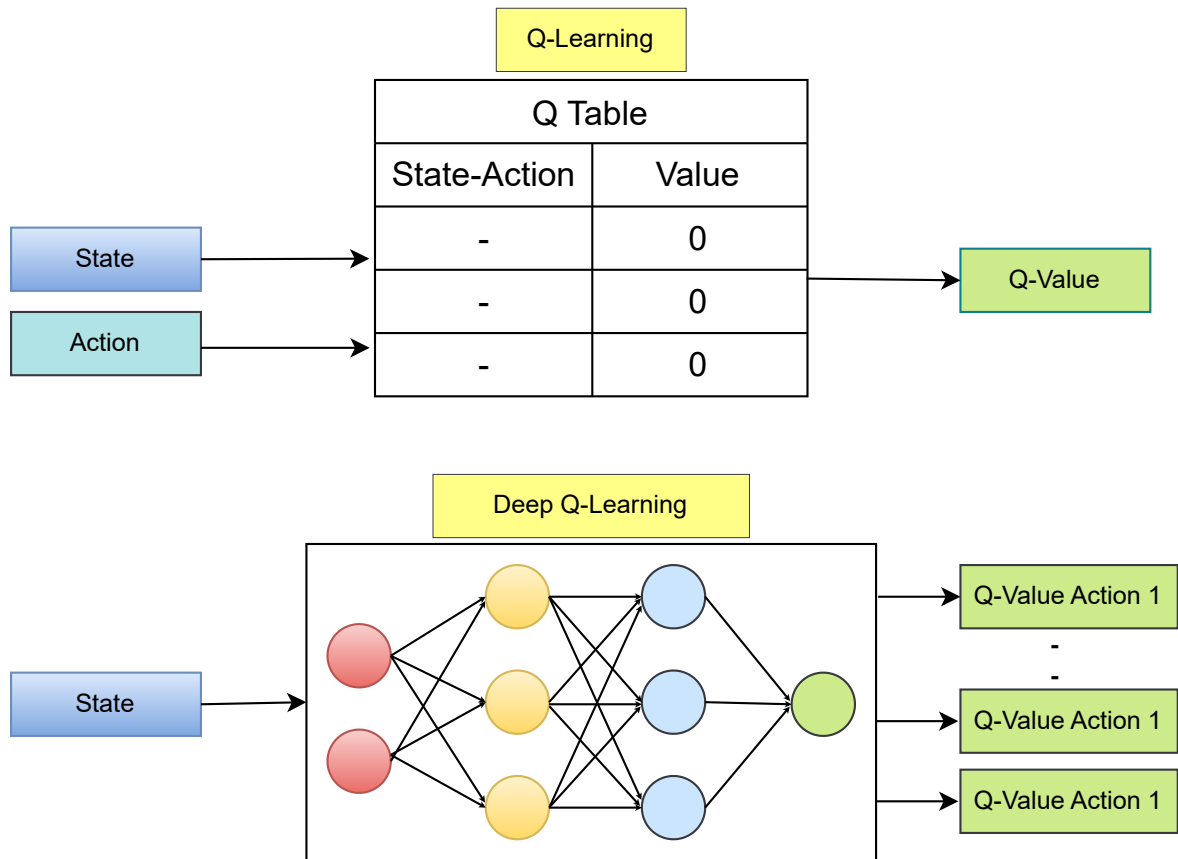 Q-Learning
Q Table
State-Action Value
- 0
- 0
- 0
State
Action
Q-Value
Deep Q-Learning
State
Q-Value Action 1
-
-
Q-Value Action 1
Q-Value Action 1